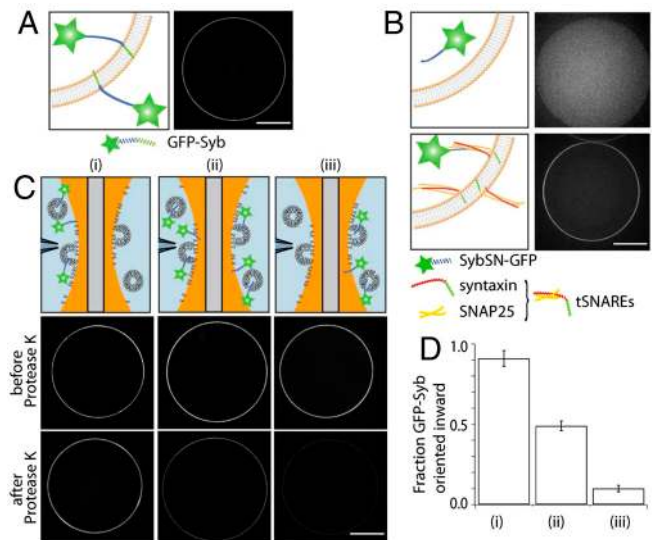 A
GFP-Syb
B
SybSN-GFP
syntaxin
SNAP25
tSNAREs
C
(i)
(ii)
(iii)
before
Protease K
after
Protease K
D
Fraction GFP-Syb
oriented inward
1.0
0.5
0.0
(i)
(ii)
(iii)